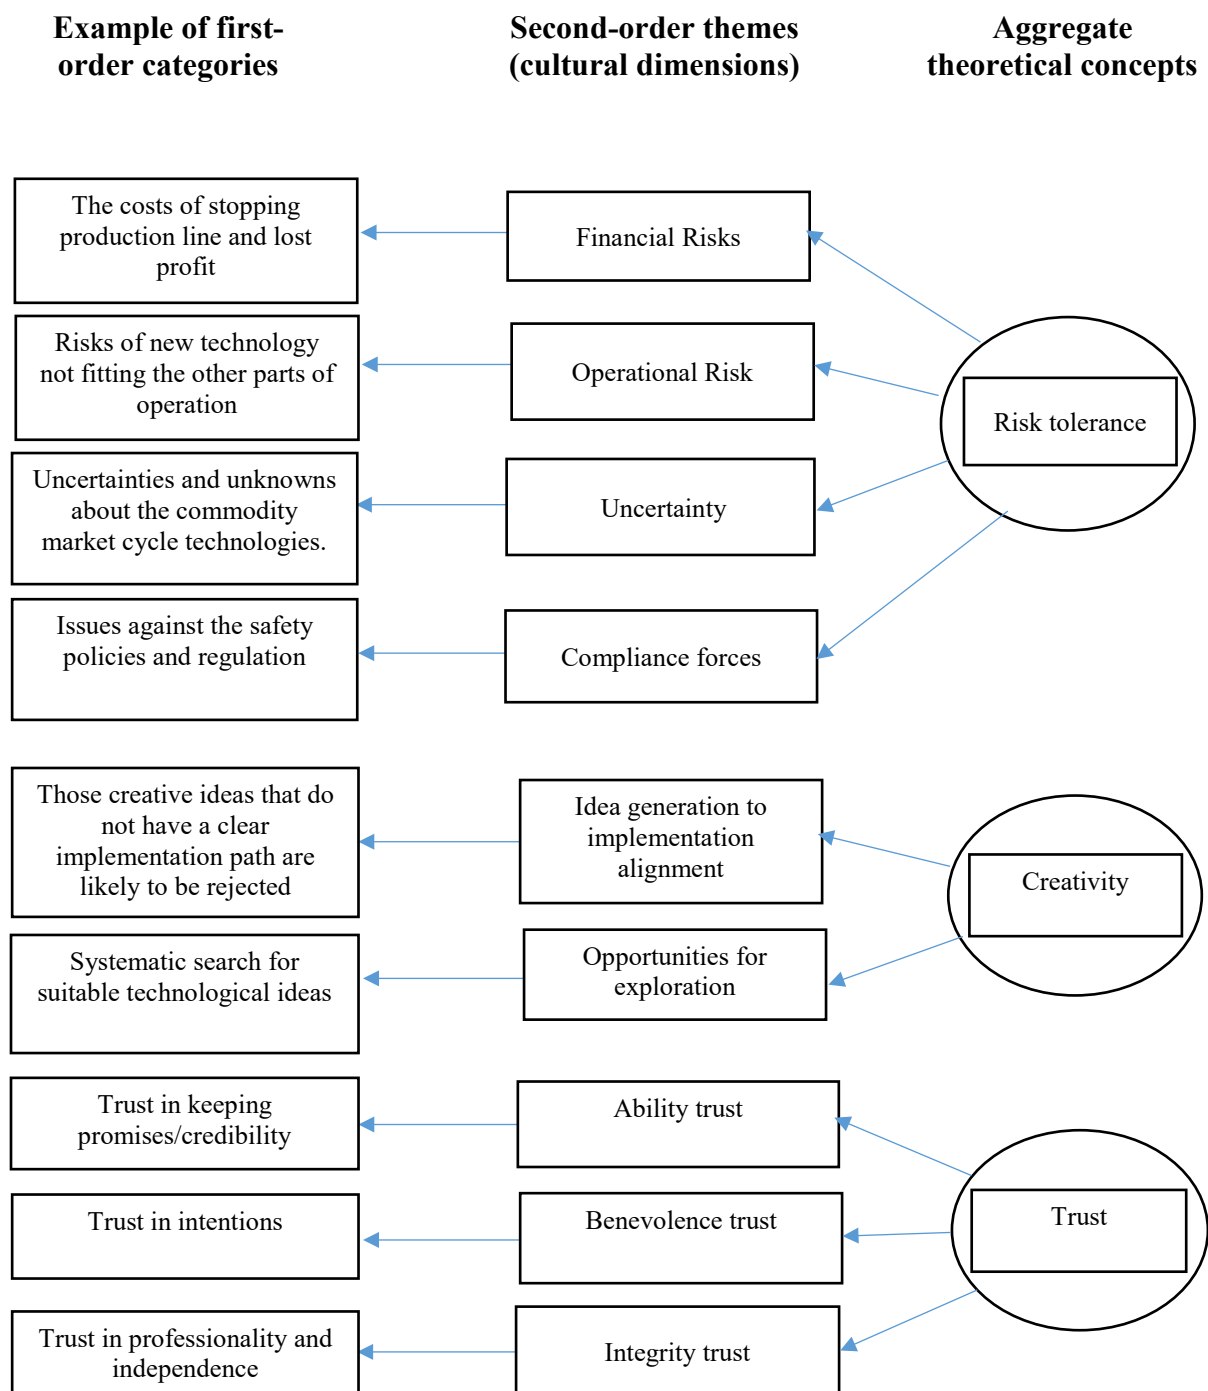 Example of first-
order categories
Second-order themes
(cultural dimensions)
Aggregate
theoretical concepts
The costs of stopping
production line and lost
profit
Financial Risks
Risks of new technology
not fitting the other parts of
operation
Operational Risk
Risk tolerance
Uncertainties and unknowns
about the commodity
market cycle technologies.
Uncertainty
Issues against the safety
policies and regulation
Compliance forces
Those creative ideas that do
not have a clear
implementation path are
likely to be rejected
Idea generation to
implementation
alignment
Creativity
Systematic search for
suitable technological ideas
Opportunities for
exploration
Trust in keeping
promises/credibility
Ability trust
Trust in intentions
Benevolence trust
Trust
Trust in professionality and
independence
Integrity trust